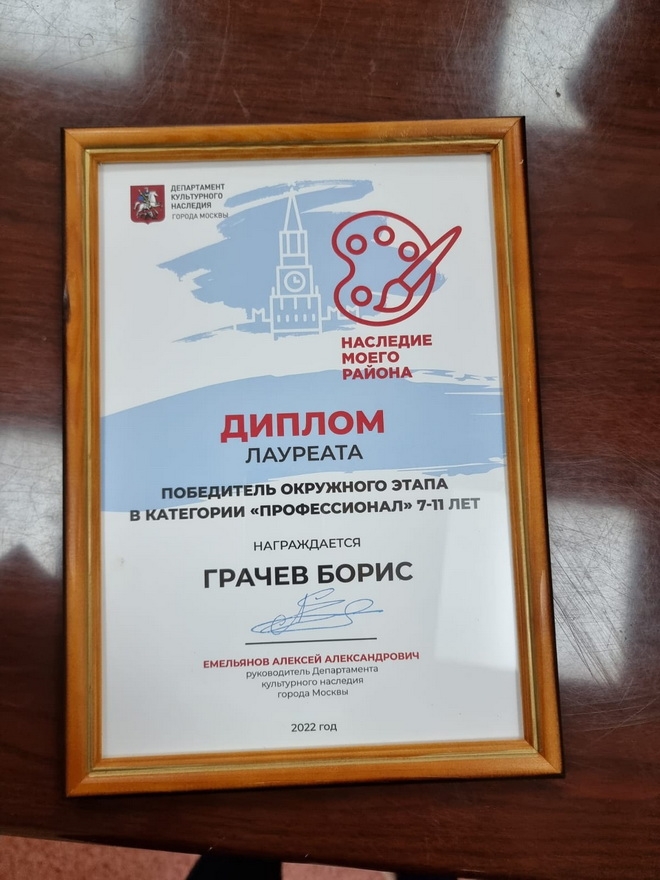 ДЕПАРТАМЕНТ
КУЛЬТУРНОГО
НАСЛЕДИЯ
ГОРОДА МОСКВЫ
НАСЛЕДИЕ
МОЕГО
РАЙОНА
ДИПЛОМ
ЛАУРЕАТА
ПОБЕДИТЕЛЬ ОКРУЖНОГО ЭТАПА
В КАТЕГОРИИ «ПРОФЕССИОНАЛ» 7-11 ЛЕТ
НАГРАЖДАЕТСЯ
ГРАЧЕВ БОРИС
ЕМЕЛЬЯНОВ АЛЕКСЕЙ АЛЕКСАНДРОВИЧ
руководитель Департамента
культурного наследия
города Москвы
2022 год